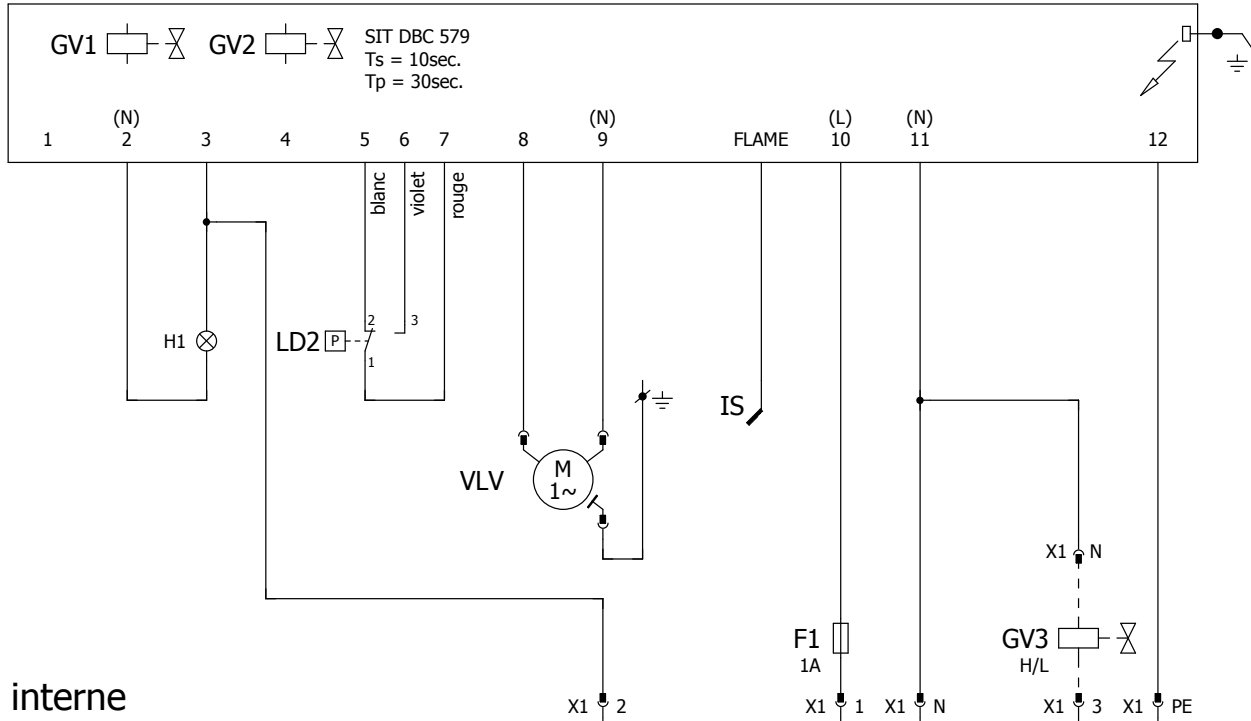 GV1 GV2 SIT DBC 579
Ts = 10sec.
Tp = 30sec.
(N) (N) (L) (N)
1 2 3 4 5 6 7 8 9 FLAME 10 11 12
blanc
violet
rouge
2 3
H1 LD2 P
1
IS
VLV M
1~
X1 N
F1 GV3
1A H/L
interne X1 2 X1 1 X1 N X1 3 X1 PE